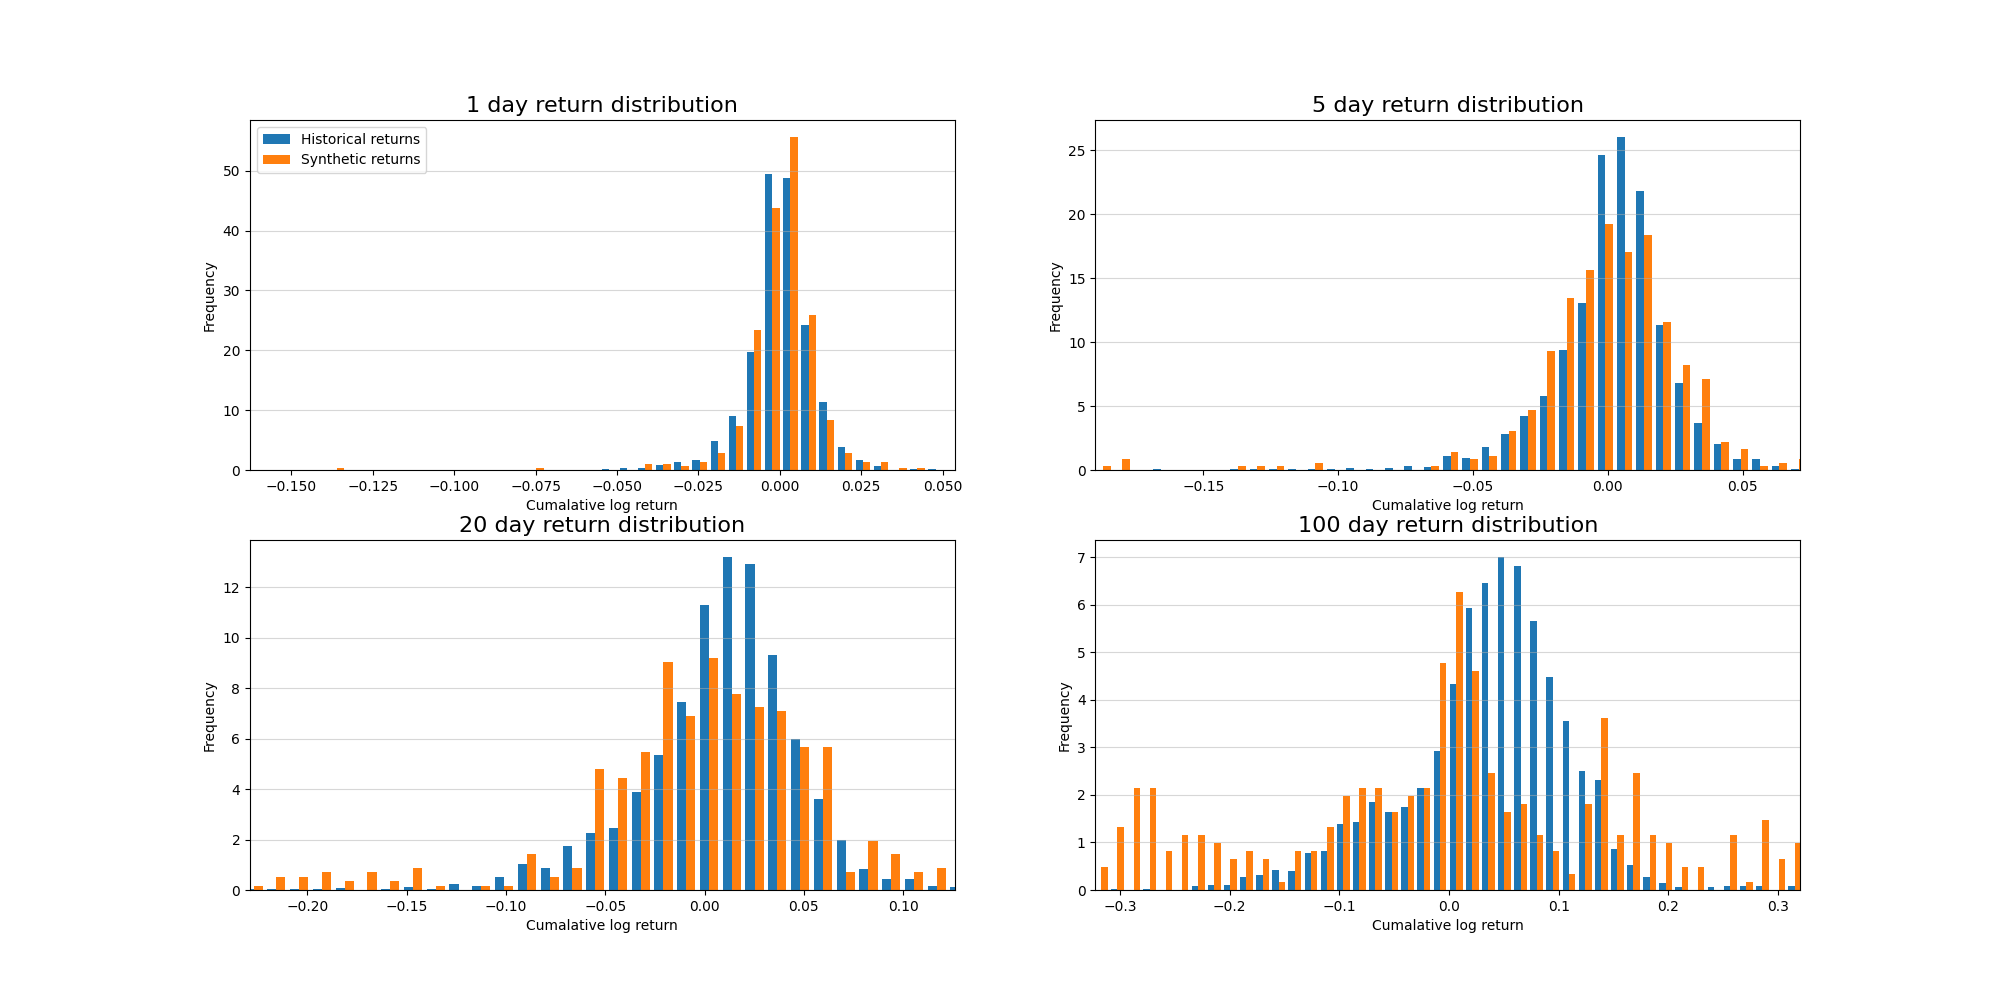 1 day return distribution
Historical returns
Synthetic returns
Frequency
50
40
30
20
10
0
−0.150 −0.125 −0.100 −0.075 −0.050 −0.025 0.000 0.025 0.050
Cumalative log return
5 day return distribution
Frequency
25
20
15
10
5
0
−0.15 −0.10 −0.05 0.00 0.05
Cumalative log return
20 day return distribution
Frequency
12
10
8
6
4
2
0
−0.20 −0.15 −0.10 −0.05 0.00 0.05 0.10
Cumalative log return
100 day return distribution
Frequency
7
6
5
4
3
2
1
0
−0.3 −0.2 −0.1 0.0 0.1 0.2 0.3
Cumalative log return